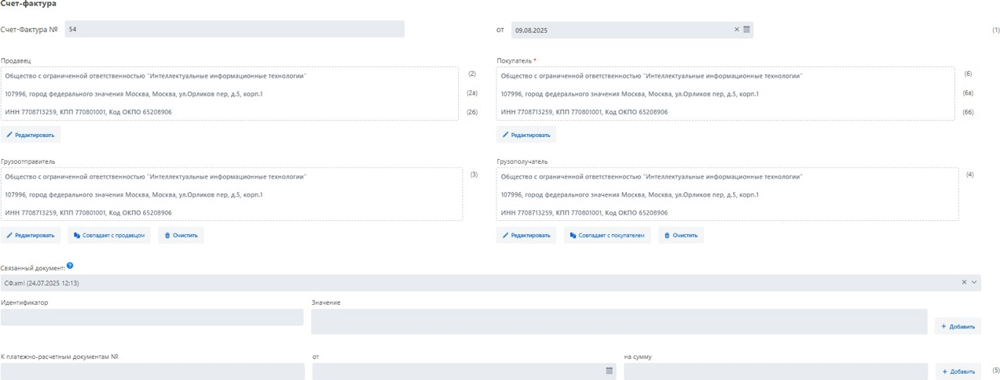 Счет-фактура
Счет-Фактура № 54 от 09.08.2025 (1)
Продавец
Общество с ограниченной ответственностью "Интеллектуальные информационные технологии" (2)
107996, город федерального значения Москва, Москва, ул.Орликов пер, д.5, корп.1 (2а)
ИНН 7708713259, КПП 770801001, Код ОКПО 65208906 (2б)
Редактировать
Покупатель *
Общество с ограниченной ответственностью "Интеллектуальные информационные технологии" (6)
107996, город федерального значения Москва, Москва, ул.Орликов пер, д.5, корп.1 (6а)
ИНН 7708713259, КПП 770801001, Код ОКПО 65208906 (6б)
Редактировать
Грузоотправитель
Общество с ограниченной ответственностью "Интеллектуальные информационные технологии" (3)
107996, город федерального значения Москва, Москва, ул.Орликов пер, д.5, корп.1
ИНН 7708713259, КПП 770801001, Код ОКПО 65208906
Редактировать Совпадает с продавцом Очистить
Грузополучатель
Общество с ограниченной ответственностью "Интеллектуальные информационные технологии" (4)
107996, город федерального значения Москва, Москва, ул.Орликов пер, д.5, корп.1
ИНН 7708713259, КПП 770801001, Код ОКПО 65208906
Редактировать Совпадает с покупателем Очистить
Связанный документ: ?
СФ.xml (24.07.2025 12:13)
Идентификатор Значение
+ Добавить
К платежно-расчетным документам № от на сумму
+ Добавить (5)